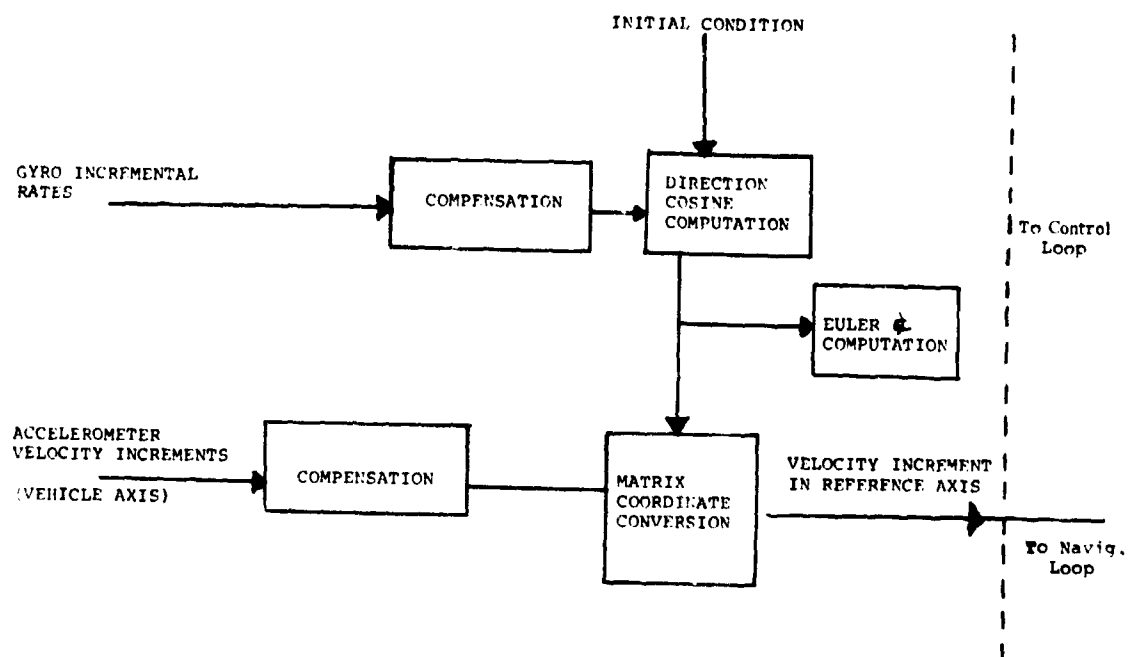 INITIAL CONDITION
GYRO INCREMENTAL
RATES
COMPENSATION
DIRECTION
COSINE
COMPUTATION
To Control
Loop
EULER ⊄
COMPUTATION
ACCELEROMETER
VELOCITY INCREMENTS
(VEHICLE AXIS)
COMPENSATION
MATRIX
COORDINATE
CONVERSION
VELOCITY INCREMENT
IN REFERENCE AXIS
To Navig.
Loop